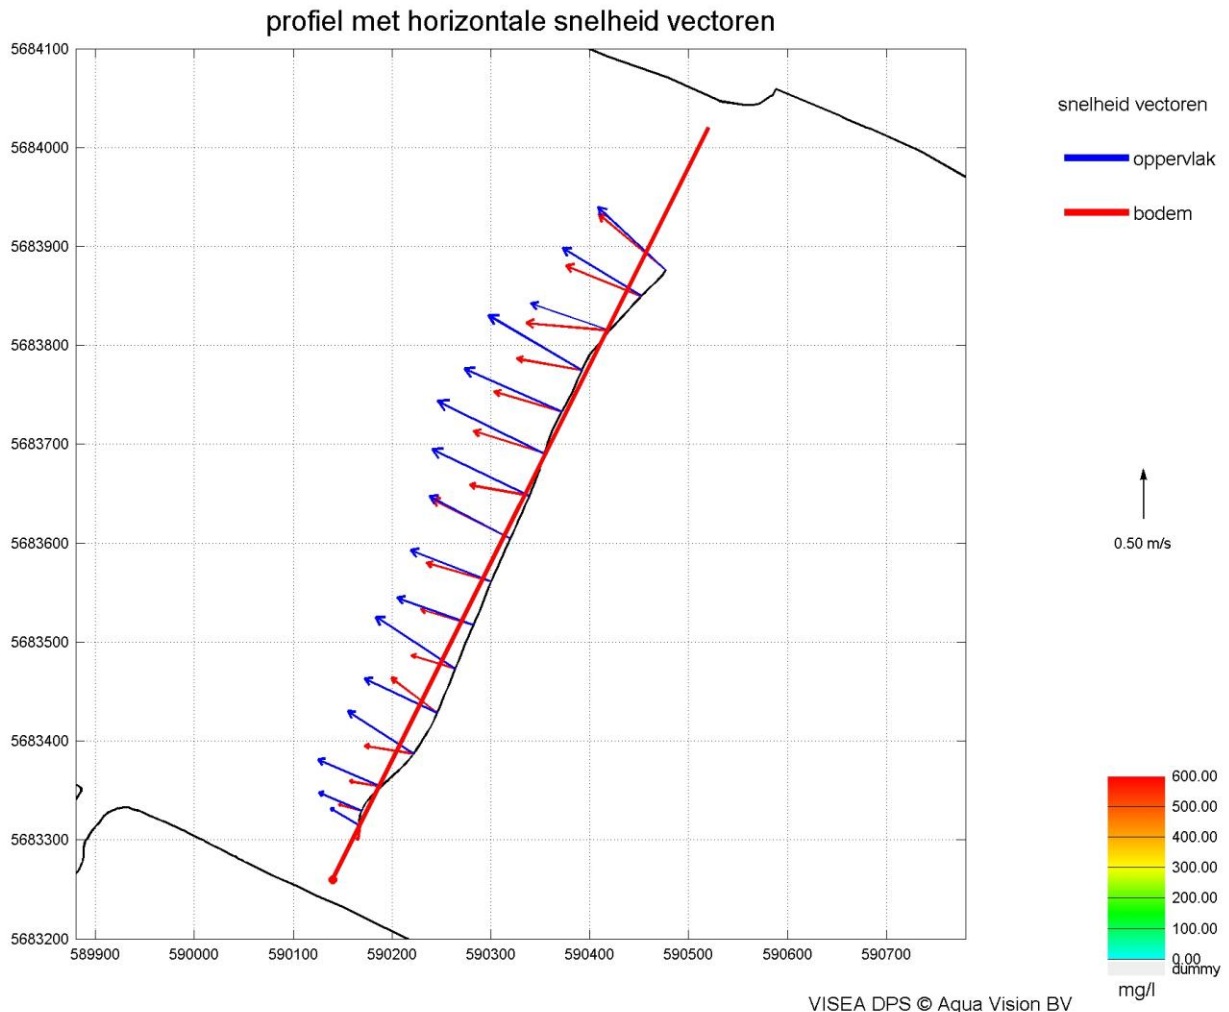 profiel met horizontale snelheid vectoren
5684100
5684000
5683900
5683800
5683700
5683600
5683500
5683400
5683300
5683200
589900 590000 590100 590200 590300 590400 590500 590600 590700
snelheid vectoren
oppervlak
bodem
0.50 m/s
600.00
500.00
400.00
300.00
200.00
100.00
0.00
dummy
mg/l
VISEA DPS © Aqua Vision BV